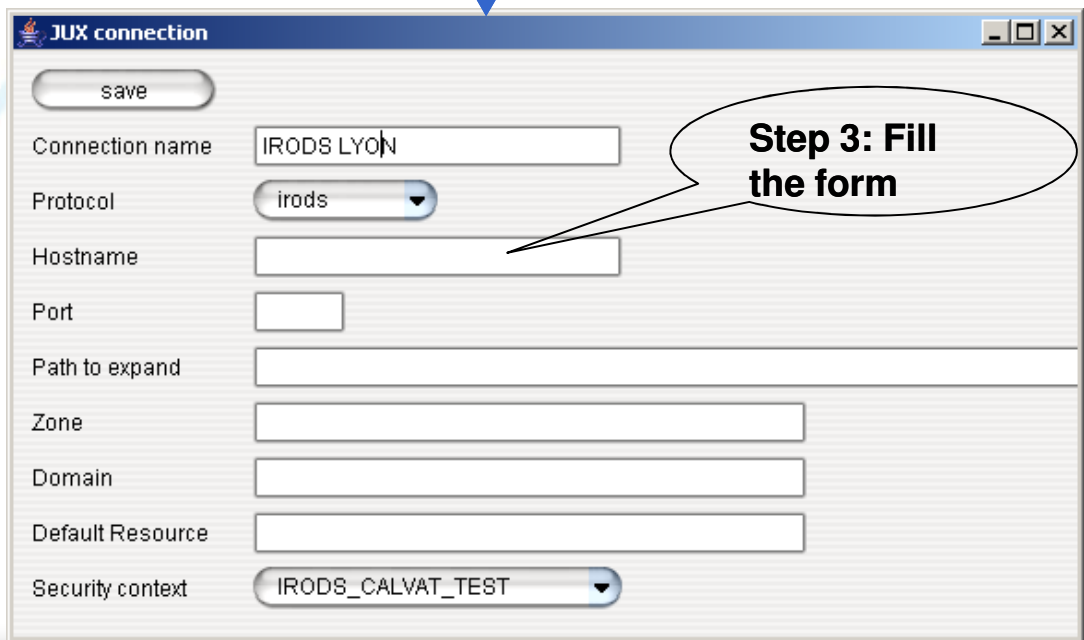 JUX connection
save
Connection name IRODS LYON
Step 3: Fill
the form
Protocol irods
Hostname
Port
Path to expand
Zone
Domain
Default Resource
Security context IRODS_CALVAT_TEST